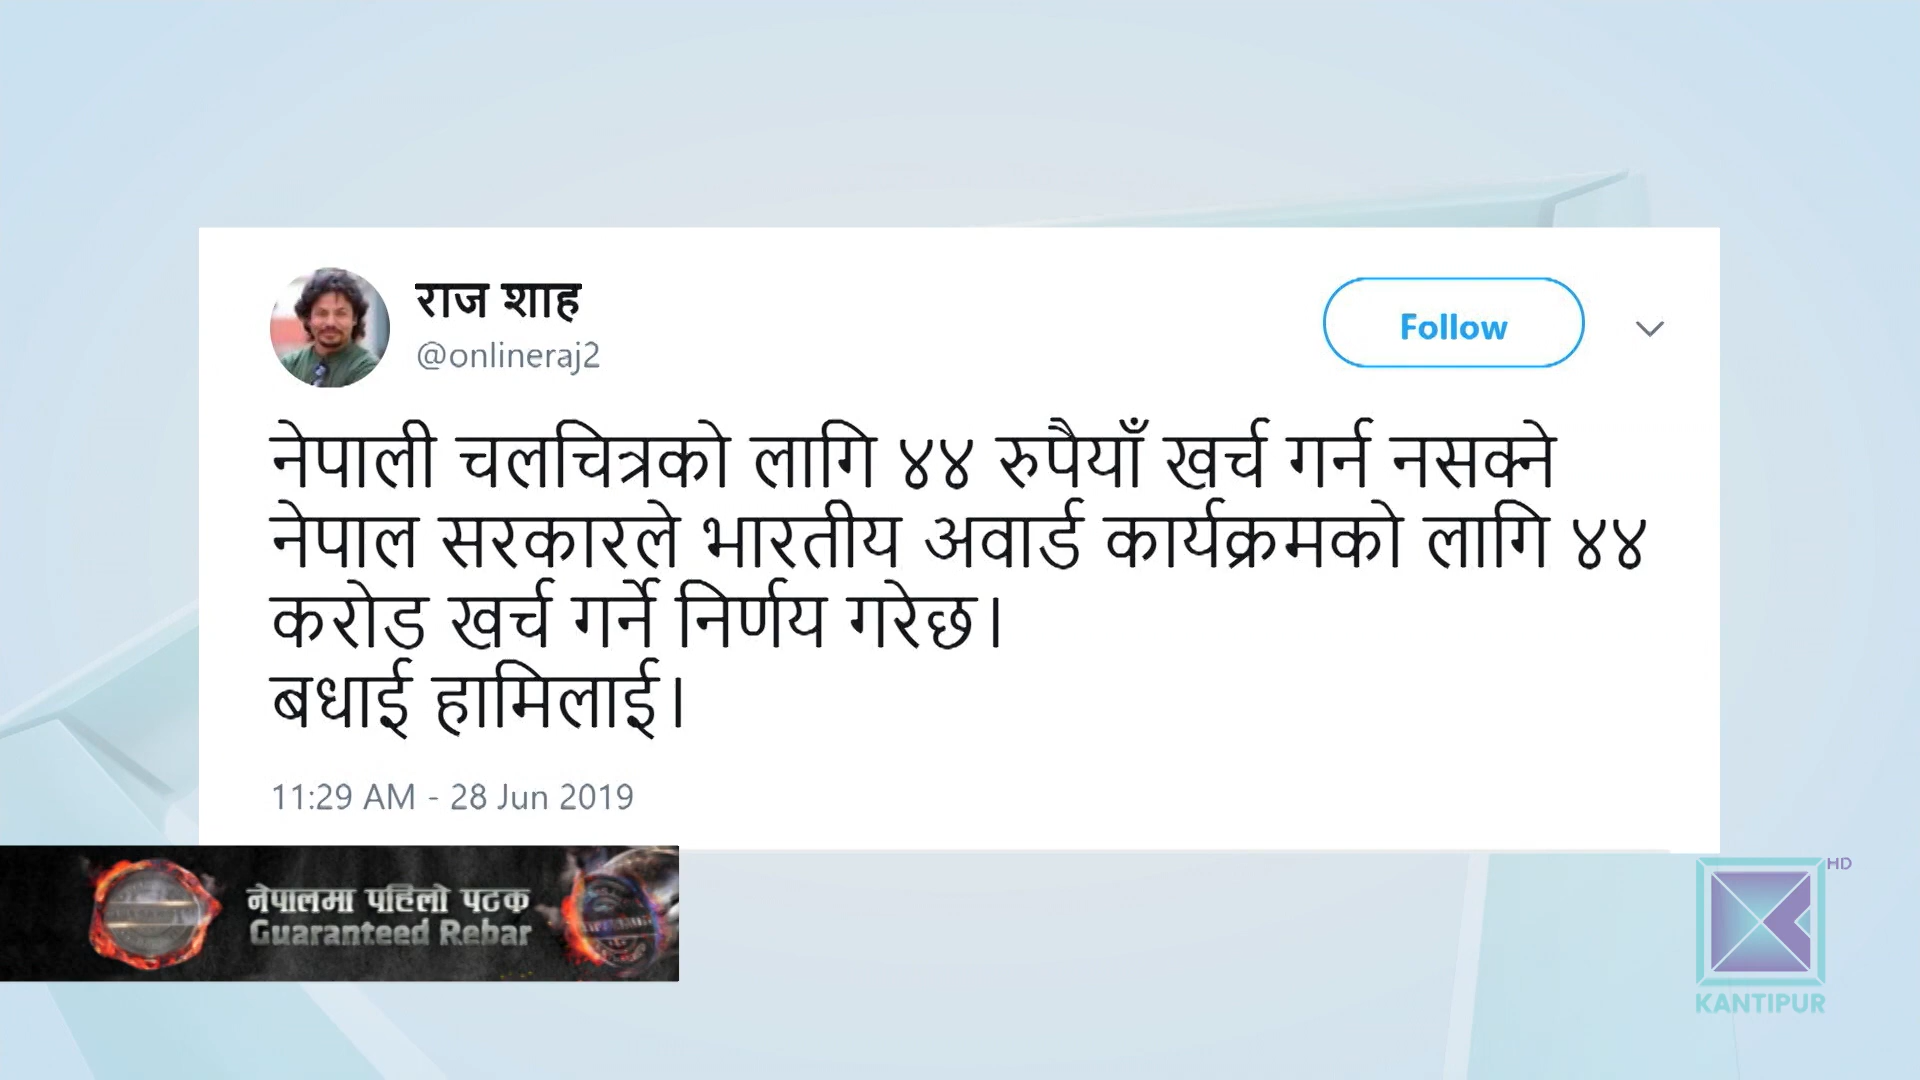 राज शाह
@onlineraj2
Follow
नेपाली चलचित्रको लागि ४४ रुपैयाँ खर्च गर्न नसक्ने
नेपाल सरकारले भारतीय अवार्ड कार्यक्रमको लागि ४४
करोड खर्च गर्ने निर्णय गरेछ।
बधाई हामिलाई।
11:29 AM - 28 Jun 2019
नेपालमा पहिलो पटक
Guaranteed Rebar
HD
KANTIPUR